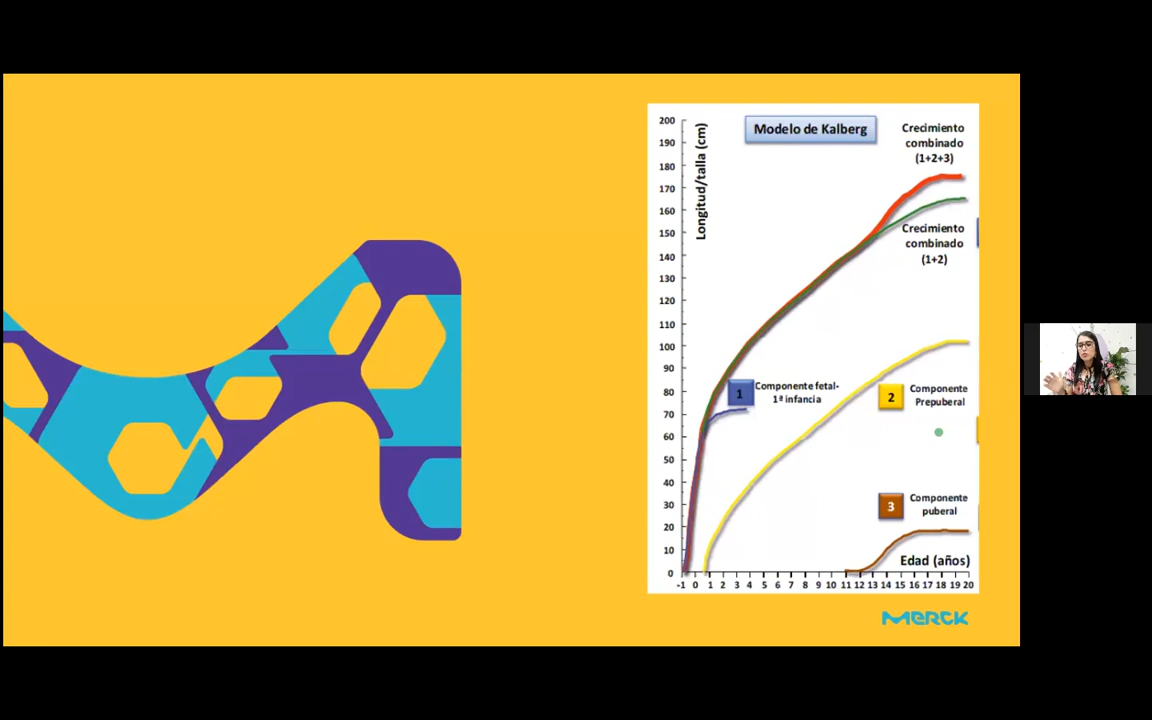 Modelo de Kalberg
Crecimiento
combinado
(1+2+3)
Longitud/talla (cm)
200
190
180
170
160
150
140
130
120
110
100
90
80
70
60
50
40
30
20
10
0
Crecimiento
combinado
(1+2)
1
Componente fetal-
1ª infancia
2
Componente
Prepuberal
3
Componente
puberal
Edad (años)
-1 0 1 2 3 4 5 6 7 8 9 10 11 12 13 14 15 16 17 18 19 20
MERCK